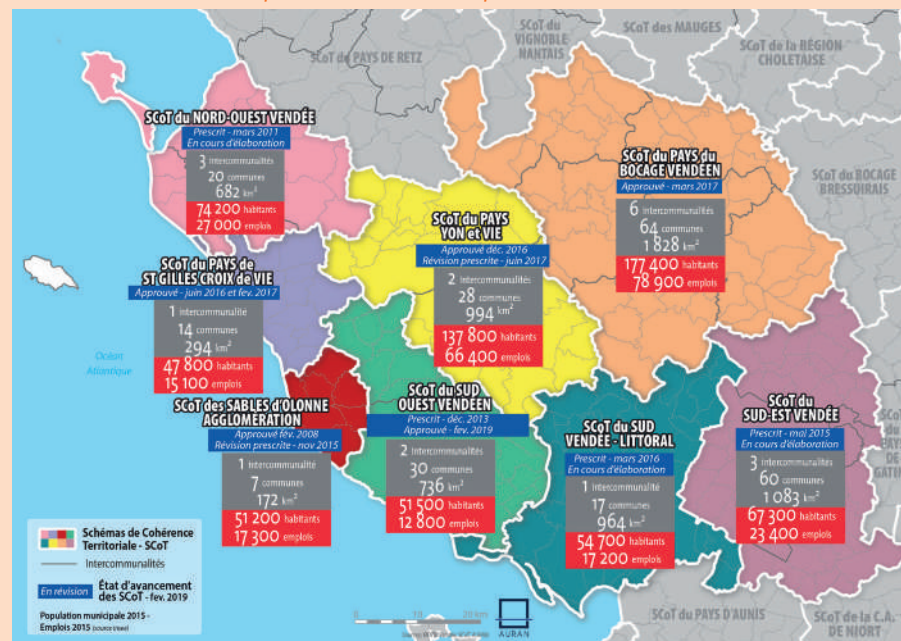 SCoT du PAYS DE RETZ
SCoT du
VIGNOBLE
NANTAIS
SCoT des MAUGES
SCoT de la RÉGION
CHOLETAISE
SCoT du NORD-OUEST VENDÉE
Prescrit - mars 2011
En cours d'élaboration
3 intercommunalités
20 communes
682 km²
74 200 habitants
27 000 emplois
SCoT du PAYS du
BOCAGE VENDÉEN
Approuvé - mars 2017
6 intercommunalités
64 communes
1 828 km²
177 400 habitants
78 900 emplois
SCoT du BOCAGE
BRESSUIRAIS
SCoT du PAYS
YON et VIE
Approuvé déc. 2016
Révision prescrite - juin 2017
2 intercommunalités
28 communes
994 km²
137 800 habitants
66 400 emplois
SCoT du PAYS de
ST GILLES CROIX de VIE
Approuvé - juin 2016 et fev. 2017
1 intercommunalité
14 communes
294 km²
47 800 habitants
15 100 emplois
Océan
Atlantique
SCoT des SABLES d'OLONNE
AGGLOMÉRATION
Approuvé fév. 2008
Révision prescrite - nov 2015
1 intercommunalité
7 communes
172 km²
51 200 habitants
17 300 emplois
SCoT du SUD
OUEST VENDÉEN
Prescrit - déc. 2013
Approuvé - fev. 2019
2 intercommunalités
30 communes
736 km²
51 500 habitants
12 800 emplois
SCoT du SUD
VENDÉE - LITTORAL
Prescrit - mars 2016
En cours d'élaboration
1 intercommunalité
17 communes
964 km²
54 700 habitants
17 200 emplois
SCoT du
SUD-EST VENDÉE
Prescrit - mai 2015
En cours d'élaboration
3 intercommunalités
60 communes
1 083 km²
67 300 habitants
23 400 emplois
DE
Schémas de Cohérence
Territoriale - SCoT
Intercommunalités
En révision
État d'avancement
des SCoT - fev. 2019
Population municipale 2015 -
Emplois 2015 (source Insee)
0 10 20 km
AURAN
SCoT du PAYS D'AUNIS
SCoT de la C.A.
DE NIORT